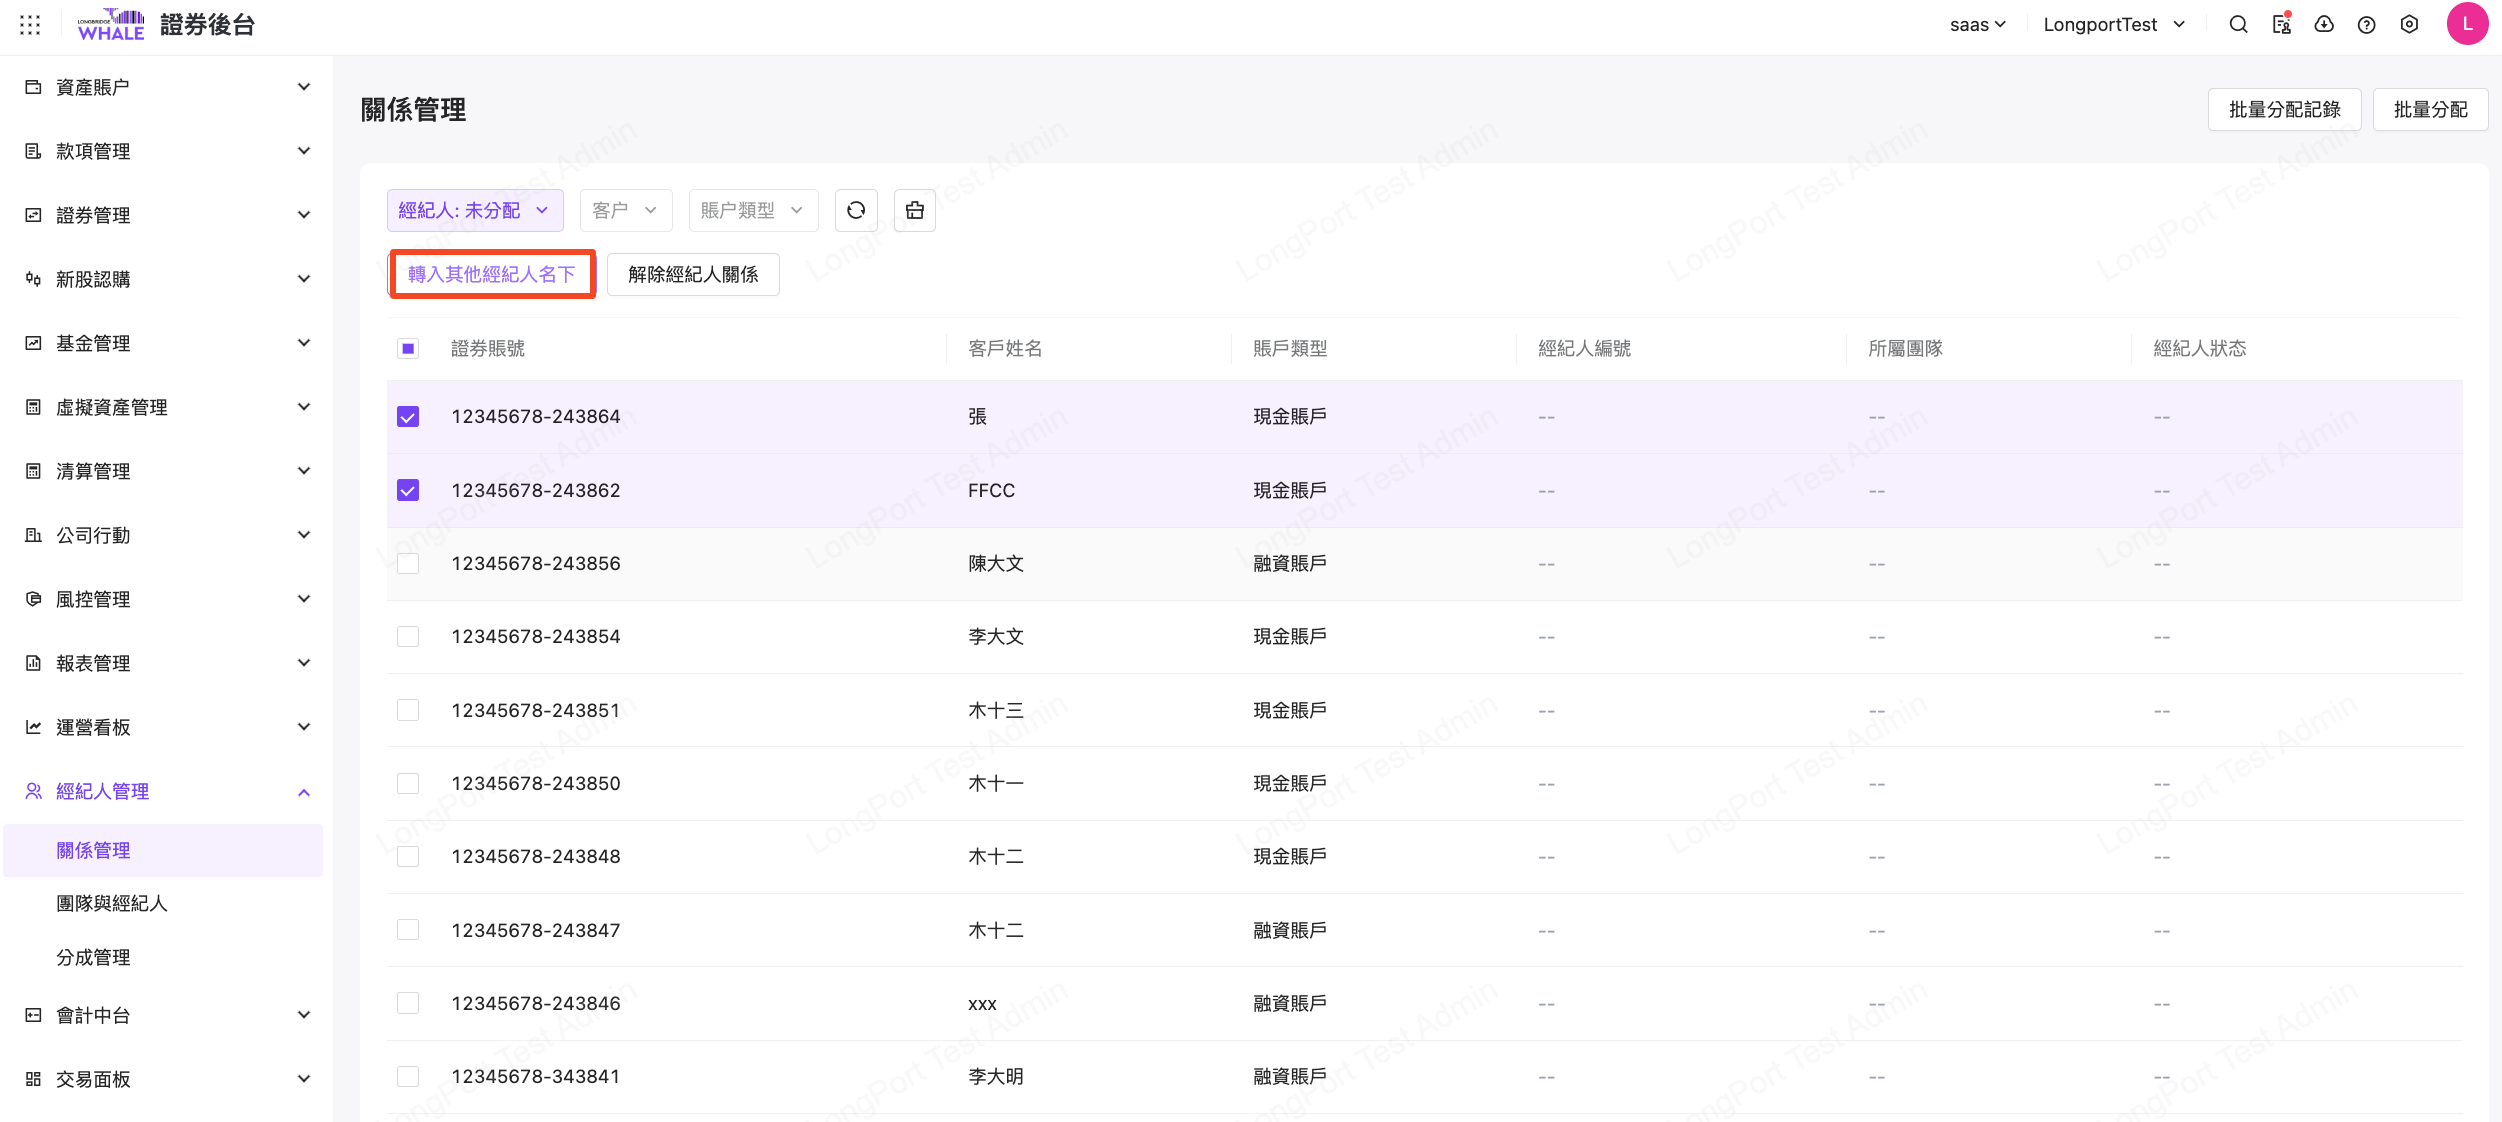 LONGBRIDGE
WHALE
證券後台
saas
LongportTest
L
資產賬户
款項管理
證券管理
新股認購
基金管理
虛擬資產管理
清算管理
公司行動
風控管理
報表管理
運營看板
經紀人管理
關係管理
團隊與經紀人
分成管理
會計中台
交易面板
關係管理
批量分配記錄
批量分配
經紀人: 未分配
客户
賬户類型
轉入其他經紀人名下
解除經紀人關係
證券賬號 客戶姓名 賬戶類型 經紀人編號 所屬團隊 經紀人狀态
12345678-243864 張 現金賬戶 -- -- --
12345678-243862 FFCC 現金賬戶 -- -- --
12345678-243856 陳大文 融資賬戶 -- -- --
12345678-243854 李大文 現金賬戶 -- -- --
12345678-243851 木十三 現金賬戶 -- -- --
12345678-243850 木十一 現金賬戶 -- -- --
12345678-243848 木十二 現金賬戶 -- -- --
12345678-243847 木十二 融資賬戶 -- -- --
12345678-243846 xxx 融資賬戶 -- -- --
12345678-343841 李大明 融資賬戶 -- -- --
LongPort Test Admin